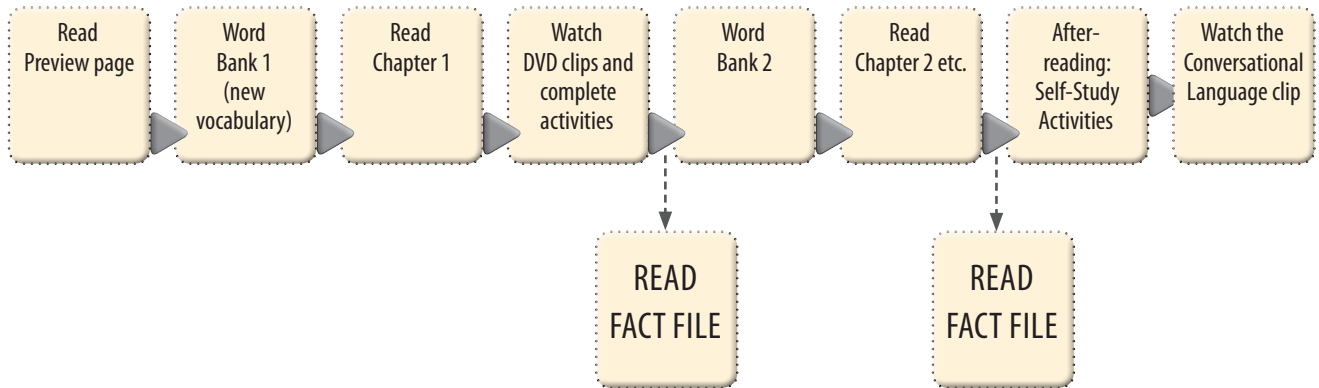 Read
Preview page
Word
Bank 1
(new
vocabulary)
Read
Chapter 1
Watch
DVD clips and
complete
activities
Word
Bank 2
Read
Chapter 2 etc.
After-
reading:
Self-Study
Activities
Watch the
Conversational
Language clip
READ
FACT FILE
READ
FACT FILE